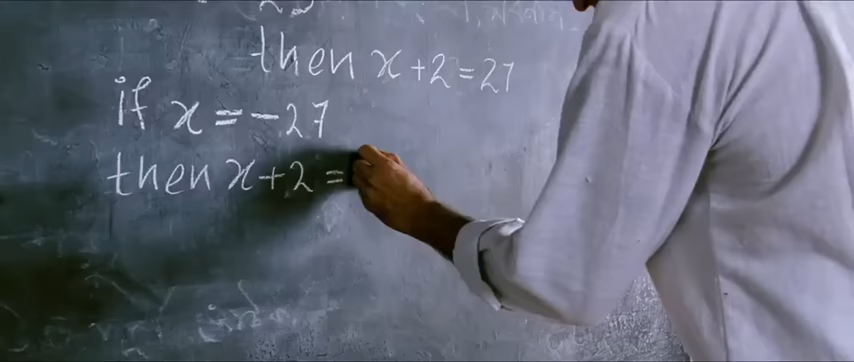 then x+2=27
if x=-27
then x+2=